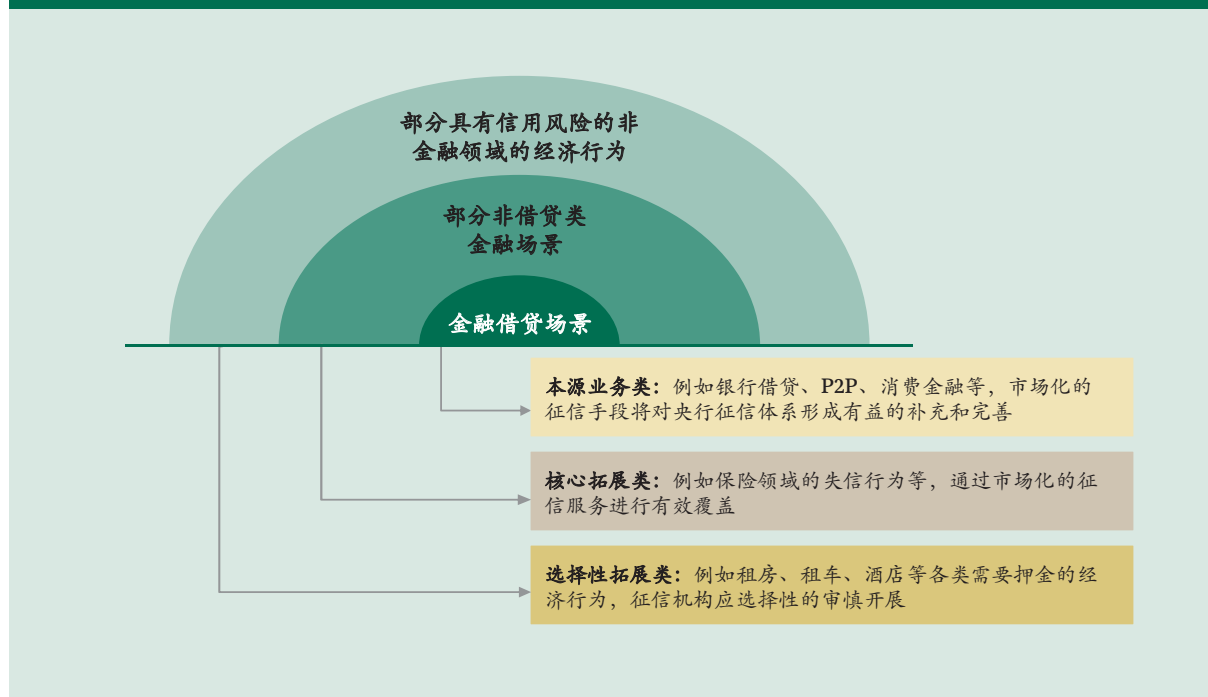 部分具有信用风险的非
金融领域的经济行为
部分非借贷类
金融场景
金融借贷场景
本源业务类：例如银行借贷、P2P、消费金融等，市场化的
征信手段将对央行征信体系形成有益的补充和完善
核心拓展类：例如保险领域的失信行为等，通过市场化的征
信服务进行有效覆盖
选择性拓展类：例如租房、租车、酒店等各类需要押金的经
济行为，征信机构应选择性的审慎开展